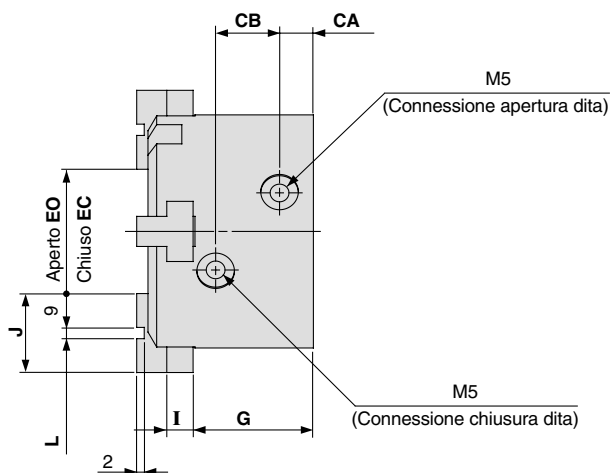 CB
CA
M5
(Connessione apertura dita)
Aperto EO
Chiuso EC
9
J
L
2
I
G
M5
(Connessione chiusura dita)